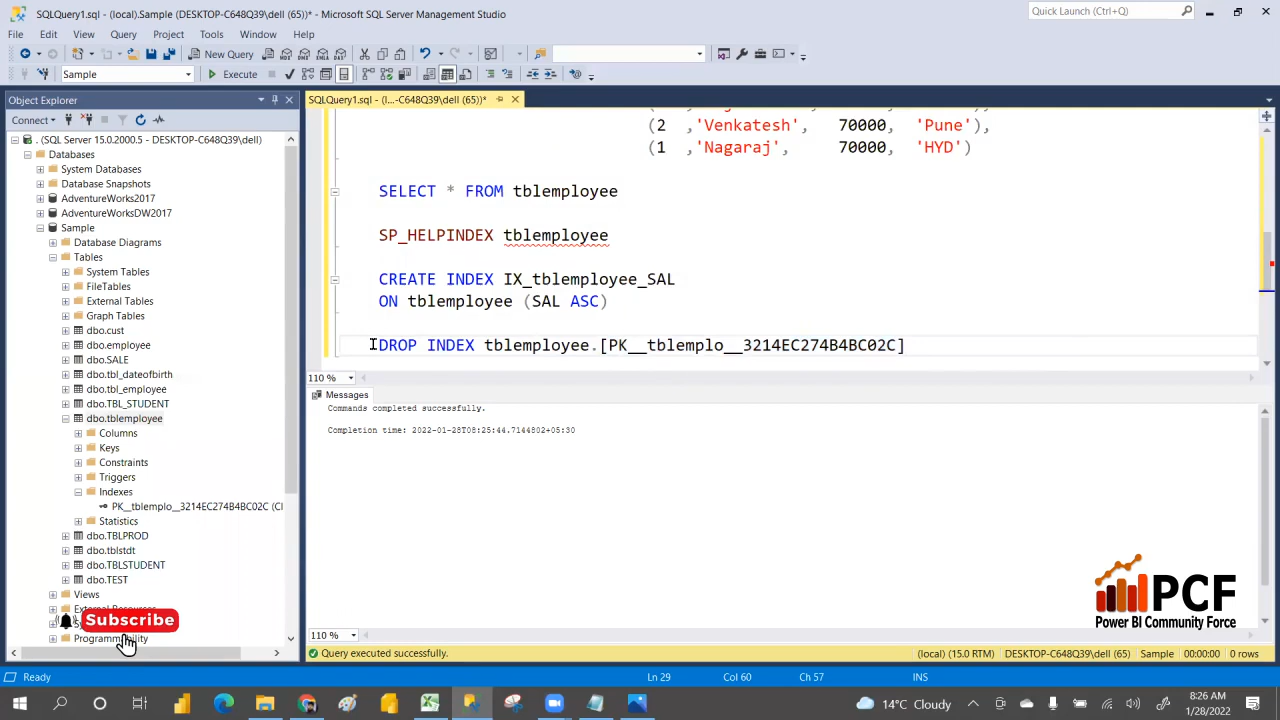 SQLQuery1.sql - (local).Sample (DESKTOP-C648Q39\dell (65))* - Microsoft SQL Server Management Studio
Quick Launch (Ctrl+Q)
File Edit View Query Project Tools Window Help
New Query
Sample Execute
Object Explorer
SQLQuery1.sql - (l...-C648Q39\dell (65))*
Connect
. (SQL Server 15.0.2000.5 - DESKTOP-C648Q39\dell)
Databases
System Databases
Database Snapshots
AdventureWorks2017
AdventureWorksDW2017
Sample
Database Diagrams
Tables
System Tables
FileTables
External Tables
Graph Tables
dbo.cust
dbo.employee
dbo.SALE
dbo.tbl_dateofbirth
dbo.tbl_employee
dbo.TBL_STUDENT
dbo.tblemployee
Columns
Keys
Constraints
Triggers
Indexes
PK__tblemplo__3214EC274B4BC02C (Cl
Statistics
dbo.TBLPROD
dbo.tblstdt
dbo.TBLSTUDENT
dbo.TEST
Views
External Resources
Subscribe
Programmability
(2 ,'Venkatesh', 70000, 'Pune'),
(1 ,'Nagaraj', 70000, 'HYD')
SELECT * FROM tblemployee
SP_HELPINDEX tblemployee
CREATE INDEX IX_tblemployee_SAL
ON tblemployee (SAL ASC)
DROP INDEX tblemployee.[PK__tblemplo__3214EC274B4BC02C]
110 %
Messages
Commands completed successfully.
Completion time: 2022-01-28T08:25:44.7144802+05:30
PCF
Power BI Community Force
110 %
Query executed successfully. (local) (15.0 RTM) DESKTOP-C648Q39\dell (65) Sample 00:00:00 0 rows
Ready Ln 29 Col 60 Ch 57 INS
14°C Cloudy 8:26 AM
1/28/2022